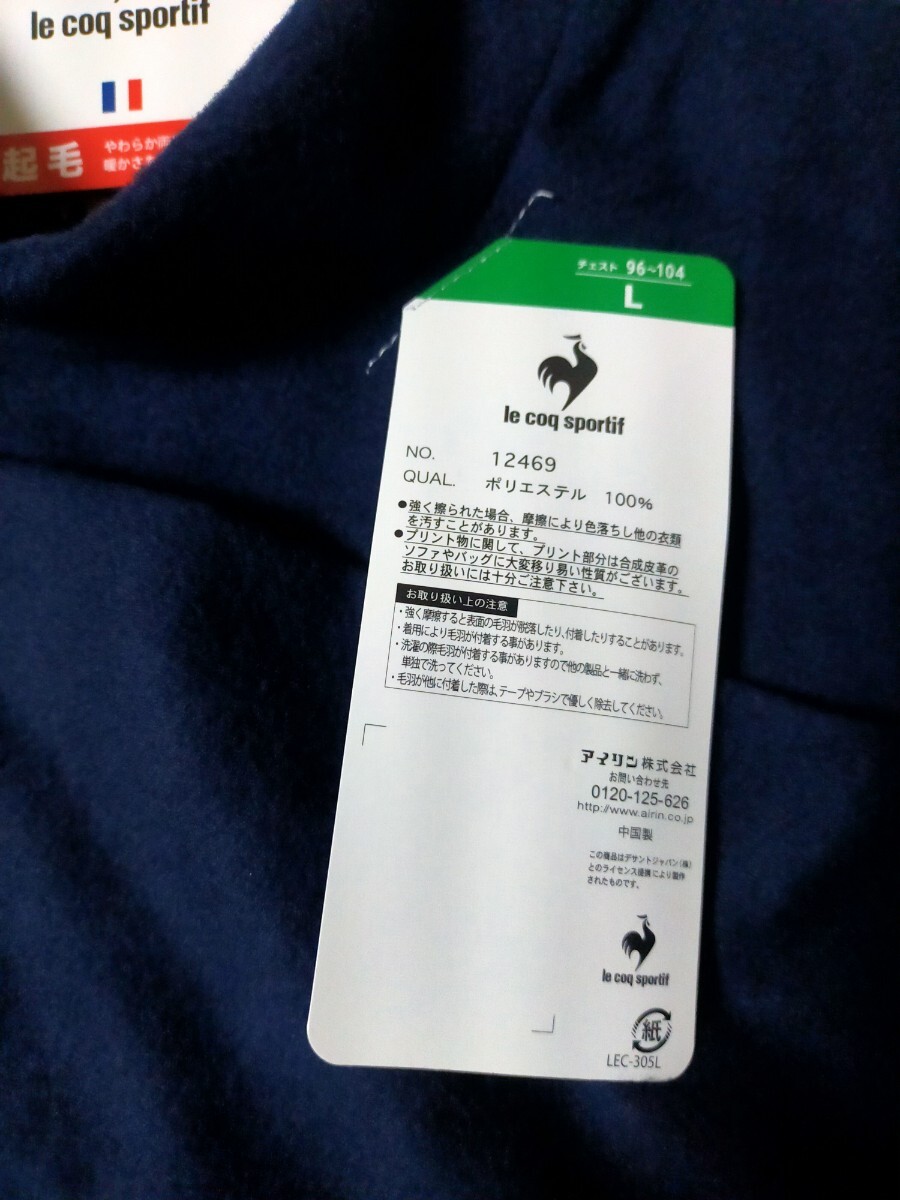 le coq sportif
起毛
やわらか
暖かさ
チェスト 96~104
L
le coq sportif
NO. 12469
QUAL. ポリエステル 100%
●強く擦られた場合、摩擦により色落ちし他の衣類
を汚すことがあります。
●プリント物に関して、プリント部分は合成皮革の
ソファやバッグに大変移り易い性質がございます。
お取り扱いには十分ご注意下さい。
お取り扱い上の注意
・強く摩擦すると表面の毛羽が脱落したり、付着したりすることがあります。
・着用により毛羽が付着する事があります。
・洗濯の際毛羽が付着する事がありますので他の製品と一緒に洗わず、
単独で洗ってください。
・毛羽が他に付着した際は、テープやブラシで優しく除去してください。
アイリン株式会社
お問い合わせ先
0120-125-626
http://www.airin.co.jp
中国製
この商品はデサントジャパン(株)
とのライセンス提携により製作
されたものです。
le coq sportif
紙
LEC-305L